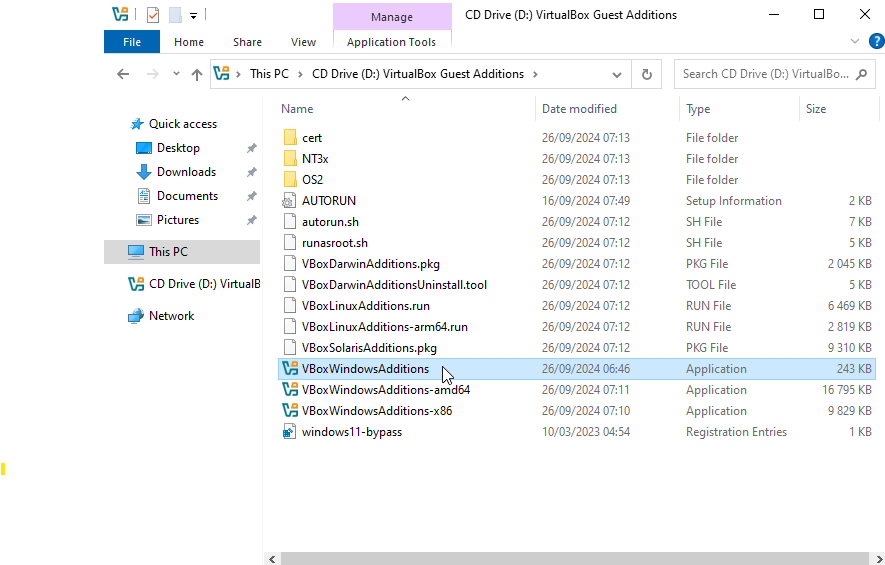 Manage
CD Drive (D:) VirtualBox Guest Additions
File
Home
Share
View
Application Tools
This PC
CD Drive (D:) VirtualBox Guest Additions
Search CD Drive (D:) VirtualBo...
Name
Date modified
Type
Size
Quick access
Desktop
Downloads
Documents
Pictures
This PC
CD Drive (D:) VirtualB
Network
cert 26/09/2024 07:13 File folder
NT3x 26/09/2024 07:13 File folder
OS2 26/09/2024 07:13 File folder
AUTORUN 16/09/2024 07:49 Setup Information 2 KB
autorun.sh 26/09/2024 07:12 SH File 7 KB
runasroot.sh 26/09/2024 07:12 SH File 5 KB
VBoxDarwinAdditions.pkg 26/09/2024 07:12 PKG File 2 045 KB
VBoxDarwinAdditionsUninstall.tool 26/09/2024 07:12 TOOL File 5 KB
VBoxLinuxAdditions.run 26/09/2024 07:12 RUN File 6 469 KB
VBoxLinuxAdditions-arm64.run 26/09/2024 07:12 RUN File 2 819 KB
VBoxSolarisAdditions.pkg 26/09/2024 07:12 PKG File 9 310 KB
VBoxWindowsAdditions 26/09/2024 06:46 Application 243 KB
VBoxWindowsAdditions-amd64 26/09/2024 07:11 Application 16 795 KB
VBoxWindowsAdditions-x86 26/09/2024 07:10 Application 9 829 KB
windows11-bypass 10/03/2023 04:54 Registration Entries 1 KB